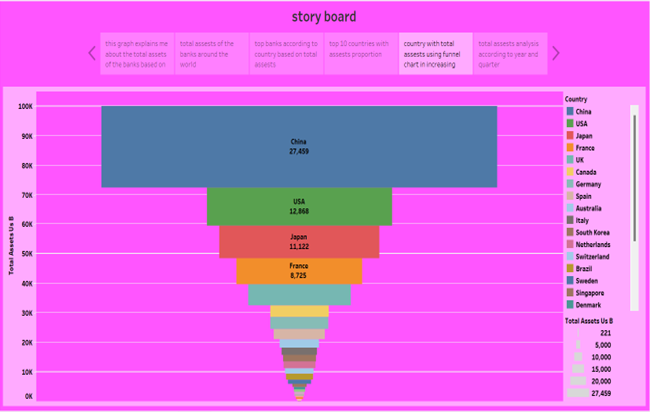 story board
this graph explains me
about the total assets
of the banks based on
total assests of the
banks around the
world
top banks according to
country based on total
assests
top 10 countries with
assests proportion
country with total
assests using funnel
chart in increasing
total assests analysis
according to year and
quarter
100K
90K
80K
70K
60K
50K
40K
30K
20K
10K
0K
Total Assets Us B
China
27,459
USA
12,868
Japan
11,122
France
8,725
Country
China
USA
Japan
France
UK
Canada
Germany
Spain
Australia
Italy
South Korea
Netherlands
Switzerland
Brazil
Sweden
Singapore
Denmark
Total Assets Us B
221
5,000
10,000
15,000
20,000
27,459